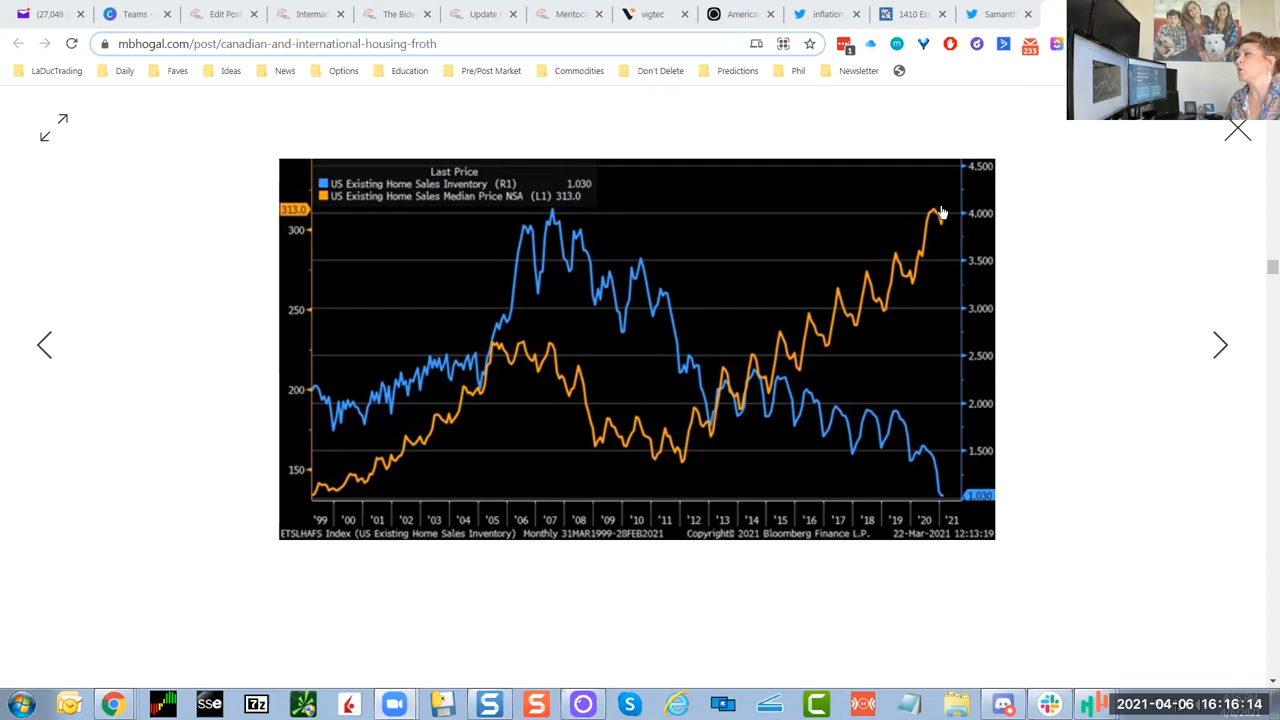 (27,049
Teams -
Edit Post
Intermac
The Bide
Update
Meritoc
vigtec
America
inflation
1410 Ess
Samanth
mbhogal.com/post/canadian-and-international-housing-froth
1
233
LaDucTrading
Daily
Faves
Ideas
News
Options
Education
Pre/Post Market
Commodities
Don't Delete
Predictions
Phil
Newsletter
Last Price
US Existing Home Sales Inventory (R1) 1.030
US Existing Home Sales Median Price NSA (L1) 313.0
313.0
300
250
200
150
4.500
4.000
3.500
3.000
2.500
2.000
1.500
1.030
'99 '00 '01 '02 '03 '04 '05 '06 '07 '08 '09 '10 '11 '12 '13 '14 '15 '16 '17 '18 '19 '20 '21
ETSLHAFS Index (US Existing Home Sales Inventory) Monthly 31MAR1999-28FEB2021 Copyright© 2021 Bloomberg Finance L.P. 22-Mar-2021 12:13:19
sse
7z
2021-04-06 16:16:14